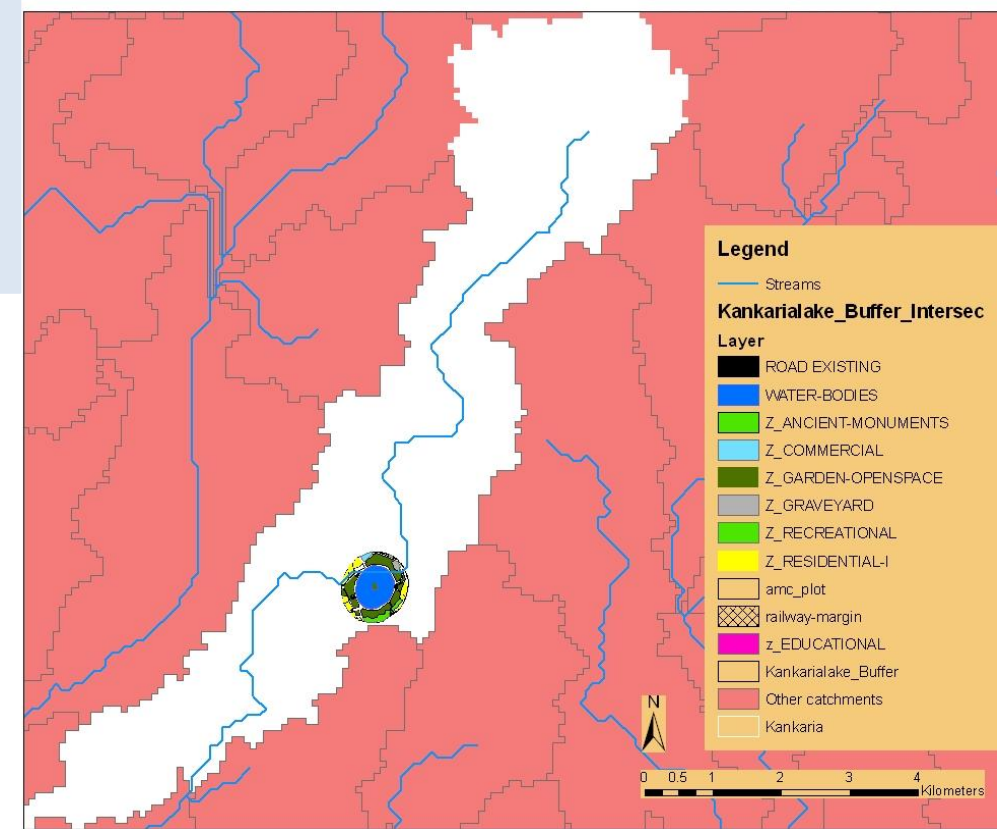 Legend
Streams
Kankarialake_Buffer_Intersec
Layer
ROAD EXISTING
WATER-BODIES
Z_ANCIENT-MONUMENTS
Z_COMMERCIAL
Z_GARDEN-OPENSPACE
Z_GRAVEYARD
Z_RECREATIONAL
Z_RESIDENTIAL-I
amc_plot
railway-margin
z_EDUCATIONAL
Kankarialake_Buffer
Other catchments
Kankaria
N
0 0.5 1 2 3 4
Kilometers